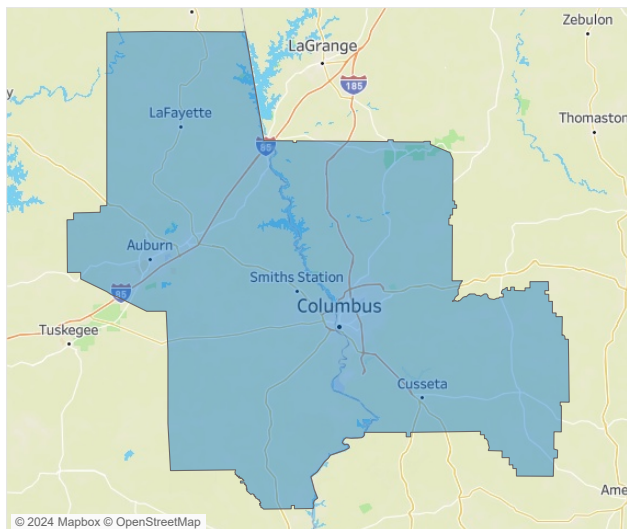 Zebulon
LaGrange
185
LaFayette
Thomaston
85
Auburn
Smiths Station
85
Columbus
Tuskegee
Cusseta
Ame
© 2024 Mapbox © OpenStreetMap